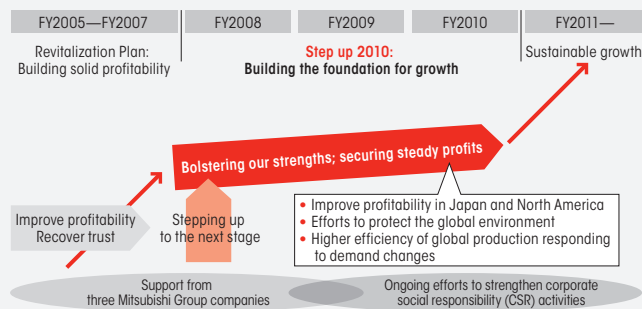 FY2005—FY2007
FY2008
FY2009
FY2010
FY2011—
Revitalization Plan:
Building solid profitability
Step up 2010:
Building the foundation for growth
Sustainable growth
Bolstering our strengths; securing steady profits
Improve profitability
Recover trust
Stepping up
to the next stage
• Improve profitability in Japan and North America
• Efforts to protect the global environment
• Higher efficiency of global production responding
to demand changes
Support from
three Mitsubishi Group companies
Ongoing efforts to strengthen corporate
social responsibility (CSR) activities